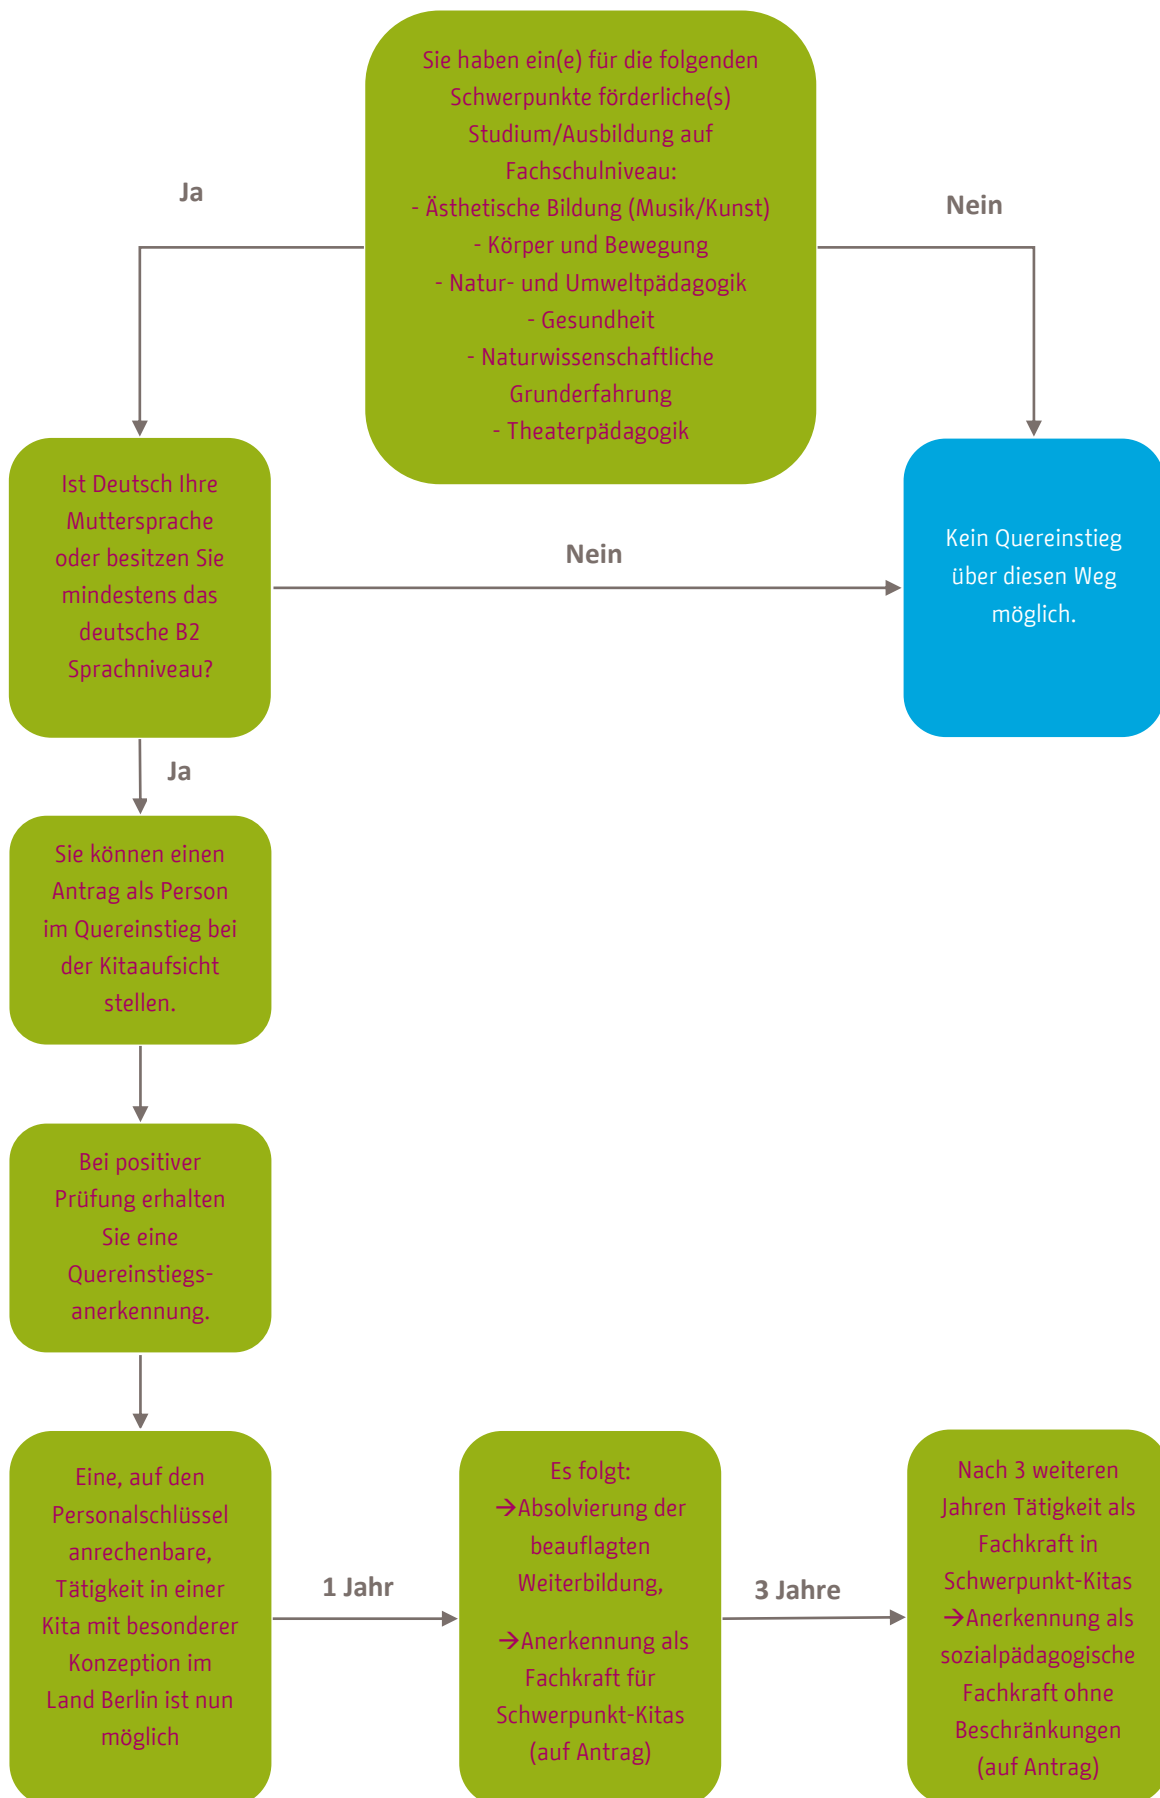 Sie haben ein(e) für die folgenden
Schwerpunkte förderliche(s)
Studium/Ausbildung auf
Fachschulniveau:
- Ästhetische Bildung (Musik/Kunst)
- Körper und Bewegung
- Natur- und Umweltpädagogik
- Gesundheit
- Naturwissenschaftliche
Grunderfahrung
- Theaterpädagogik
Ja
Nein
Ist Deutsch Ihre
Muttersprache
oder besitzen Sie
mindestens das
deutsche B2
Sprachniveau?
Nein
Kein Quereinstieg
über diesen Weg
möglich.
Ja
Sie können einen
Antrag als Person
im Quereinstieg bei
der Kitaaufsicht
stellen.
Bei positiver
Prüfung erhalten
Sie eine
Quereinstiegs-
anerkennung.
Eine, auf den
Personalschlüssel
anrechenbare,
Tätigkeit in einer
Kita mit besonderer
Konzeption im
Land Berlin ist nun
möglich
1 Jahr
Es folgt:
→Absolvierung der
beauflagten
Weiterbildung,
→Anerkennung als
Fachkraft für
Schwerpunkt-Kitas
(auf Antrag)
3 Jahre
Nach 3 weiteren
Jahren Tätigkeit als
Fachkraft in
Schwerpunkt-Kitas
→Anerkennung als
sozialpädagogische
Fachkraft ohne
Beschränkungen
(auf Antrag)